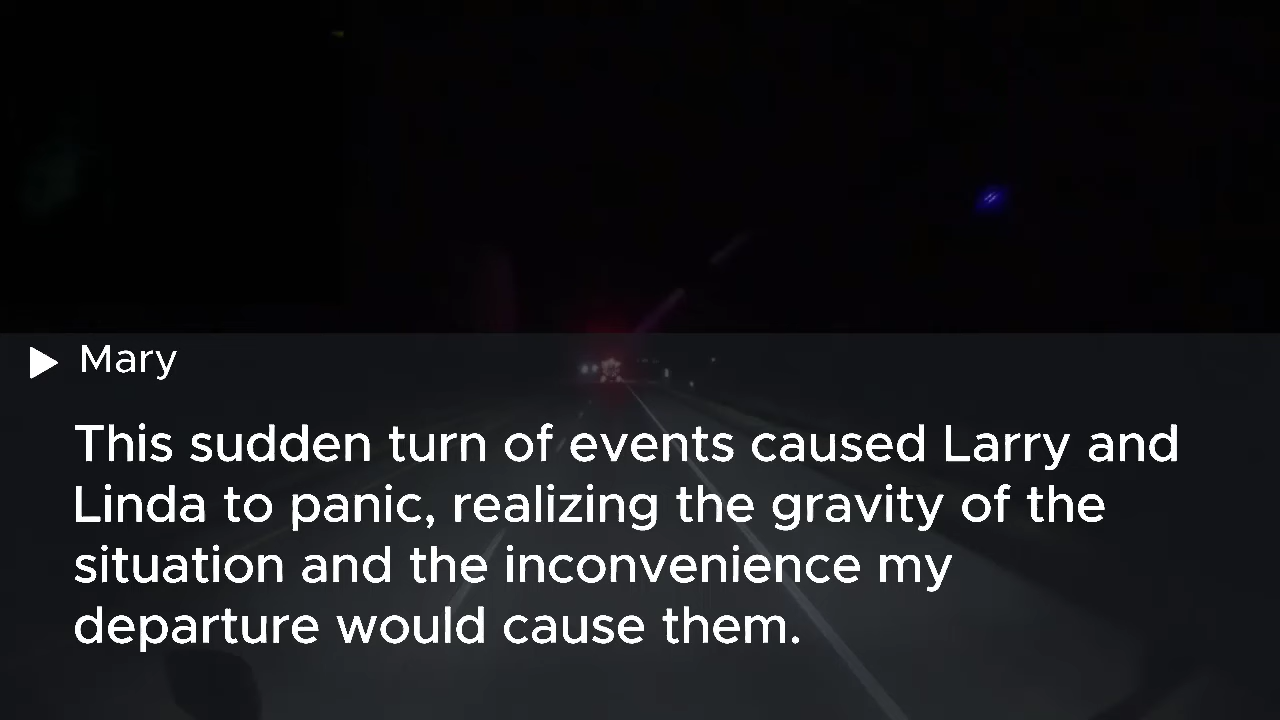 Mary
This sudden turn of events caused Larry and
Linda to panic, realizing the gravity of the
situation and the inconvenience my
departure would cause them.